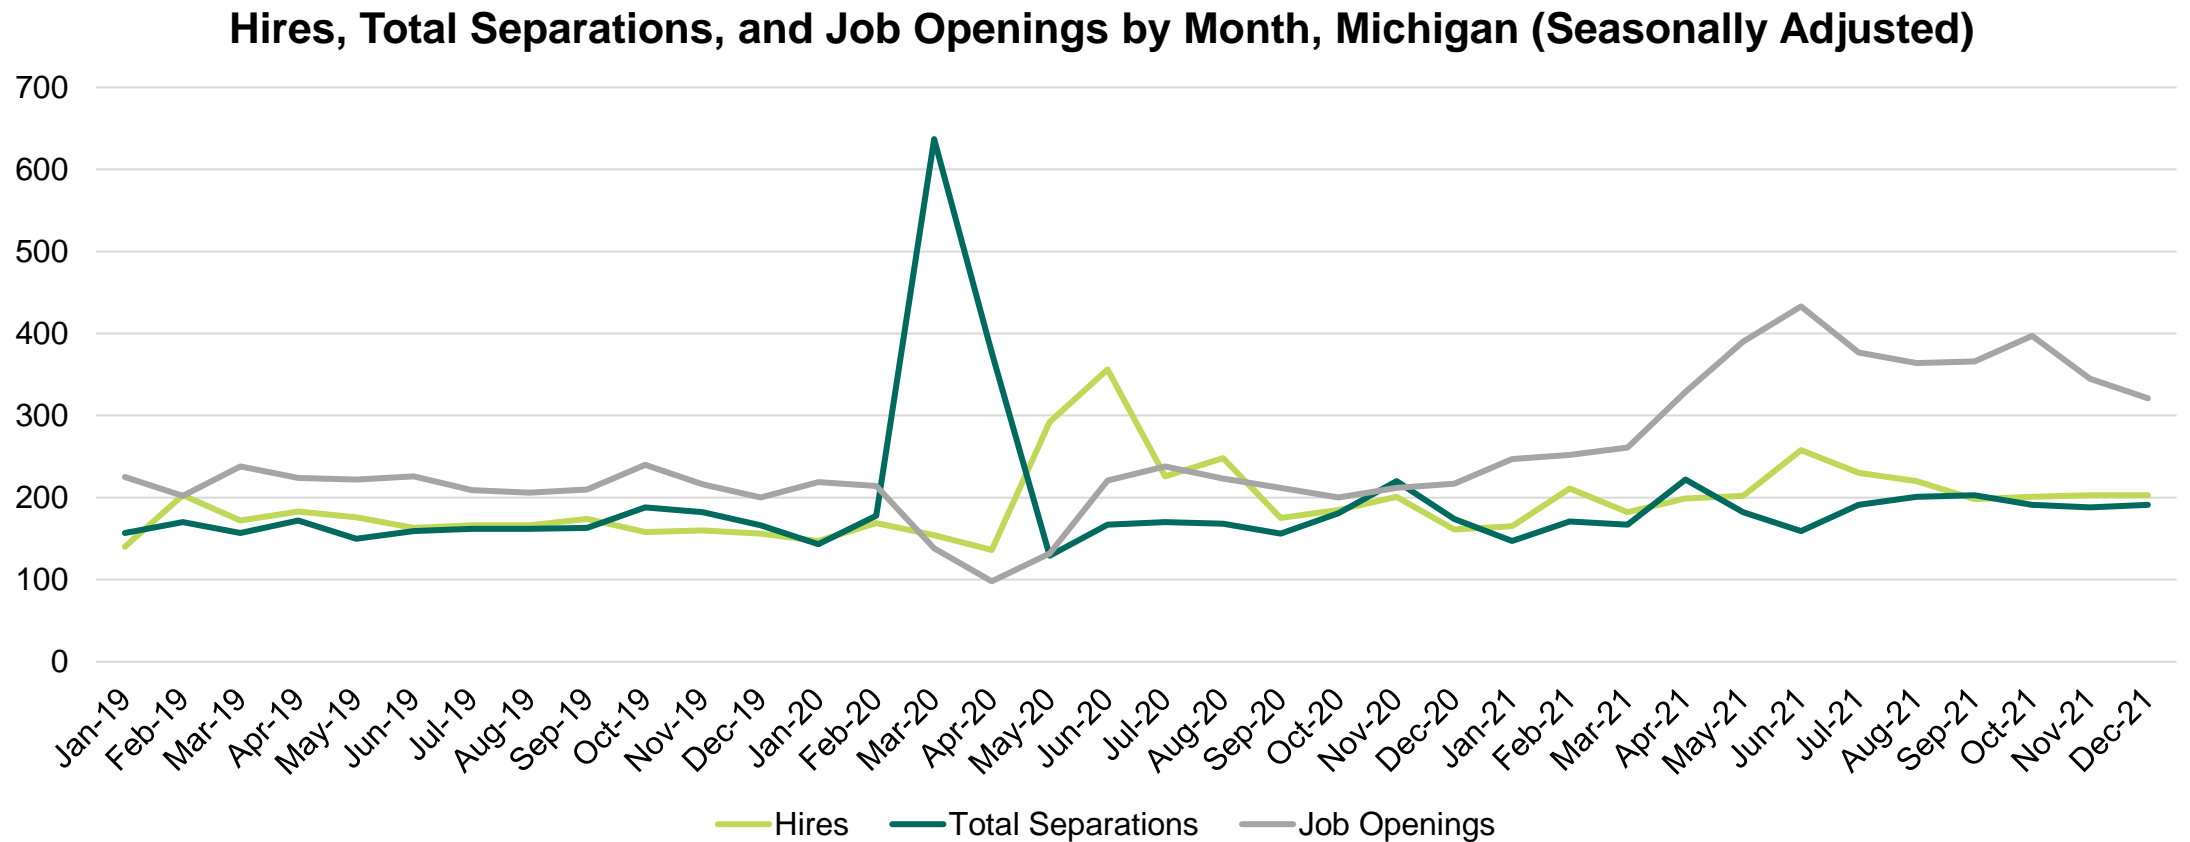 Hires, Total Separations, and Job Openings by Month, Michigan (Seasonally Adjusted)
700
600
500
400
300
200
100
0
Jan-19
Feb-19
Mar-19
Apr-19
May-19
Jun-19
Jul-19
Aug-19
Sep-19
Oct-19
Nov-19
Dec-19
Jan-20
Feb-20
Mar-20
Apr-20
May-20
Jun-20
Jul-20
Aug-20
Sep-20
Oct-20
Nov-20
Dec-20
Jan-21
Feb-21
Mar-21
Apr-21
May-21
Jun-21
Jul-21
Aug-21
Sep-21
Oct-21
Nov-21
Dec-21
Hires
Total Separations
Job Openings